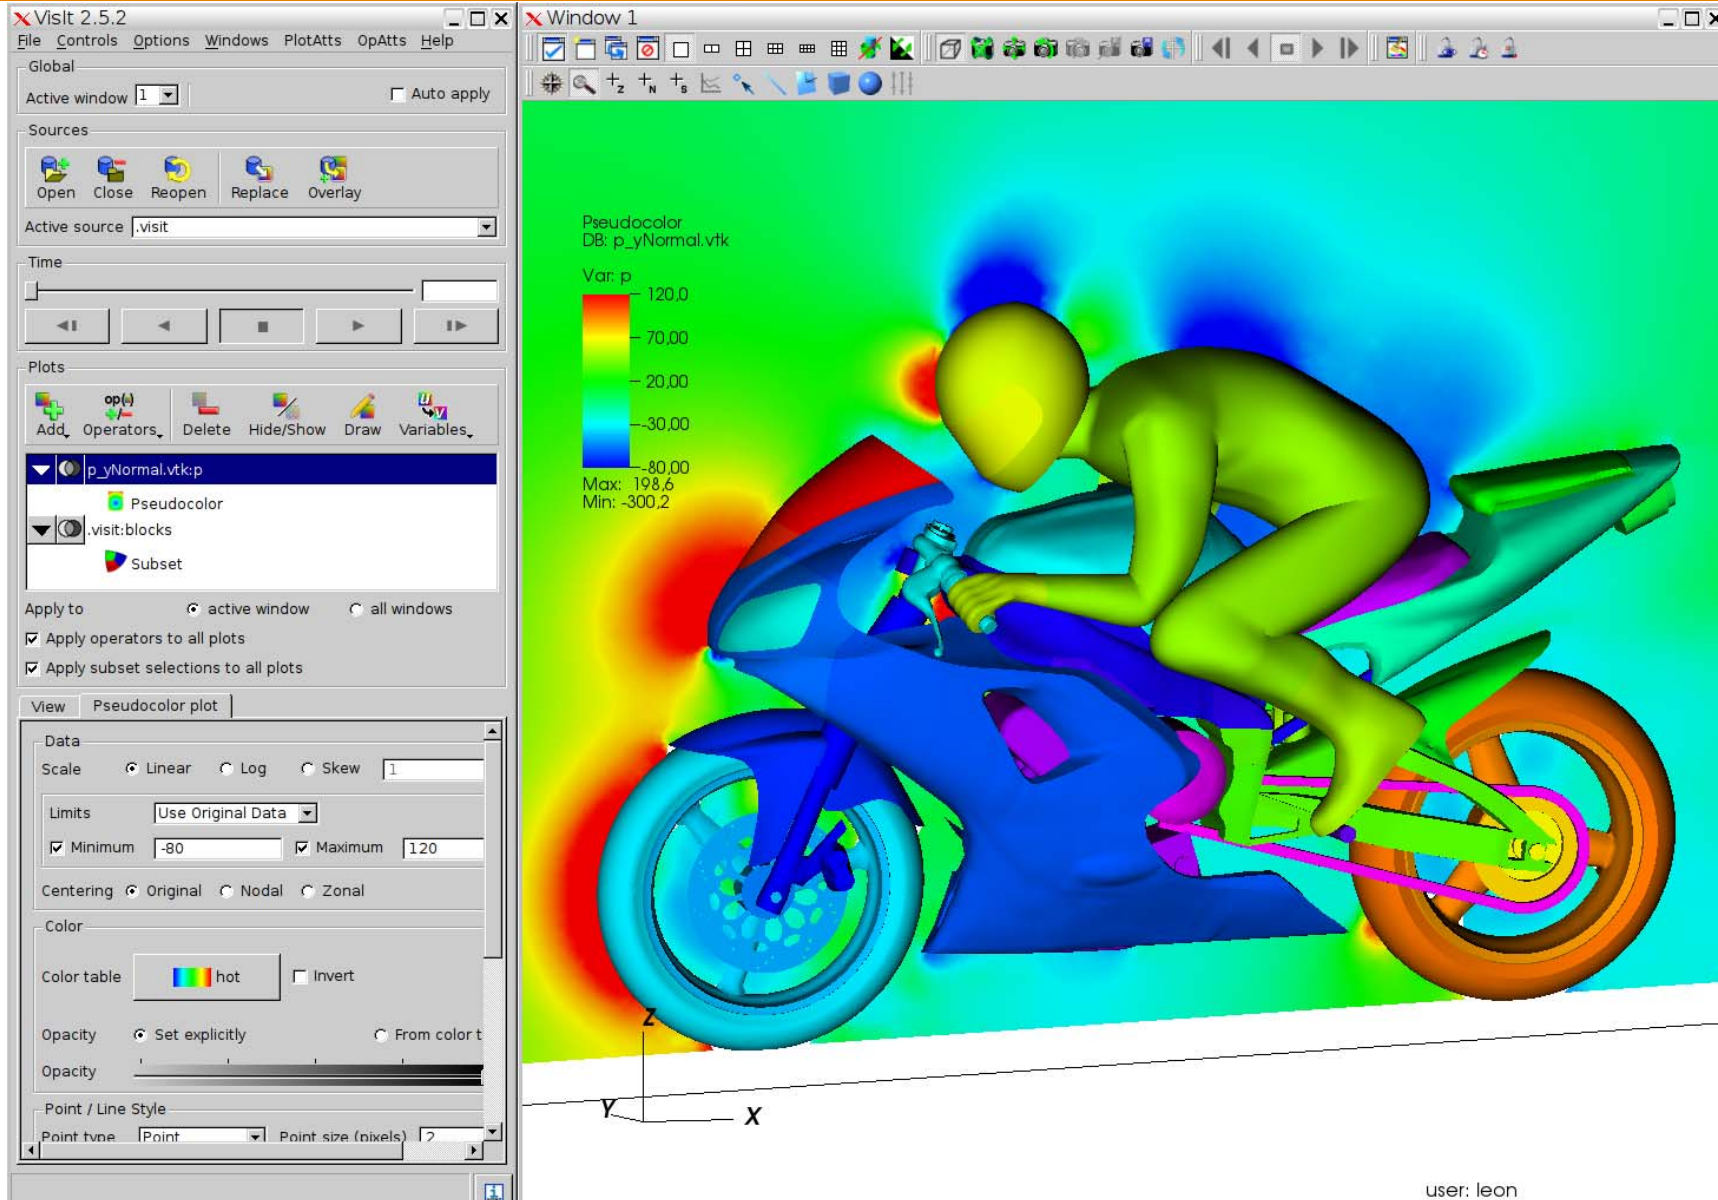 VisIt 2.5.2
File Controls Options Windows PlotAtts OpAtts Help
Global
Active window 1
Auto apply
Sources
Open Close Reopen Replace Overlay
Active source .visit
Time
Plots
op(.)
Add Operators Delete Hide/Show Draw Variables
p_yNormal.vtk:p
Pseudocolor
.visit:blocks
Subset
Apply to active window all windows
Apply operators to all plots
Apply subset selections to all plots
View Pseudocolor plot
Data
Scale Linear Log Skew 1
Limits Use Original Data
Minimum -80 Maximum 120
Centering Original Nodal Zonal
Color
Color table hot Invert
Opacity Set explicitly From color t
Opacity
Point / Line Style
Point type Point Point size (pixels) 2
Window 1
+z +N +s
Pseudocolor
DB: p_yNormal.vtk
Var: p
120,0
70,00
20,00
-30,00
-80,00
Max: 198,6
Min: -300,2
Z
Y
X
user: leon